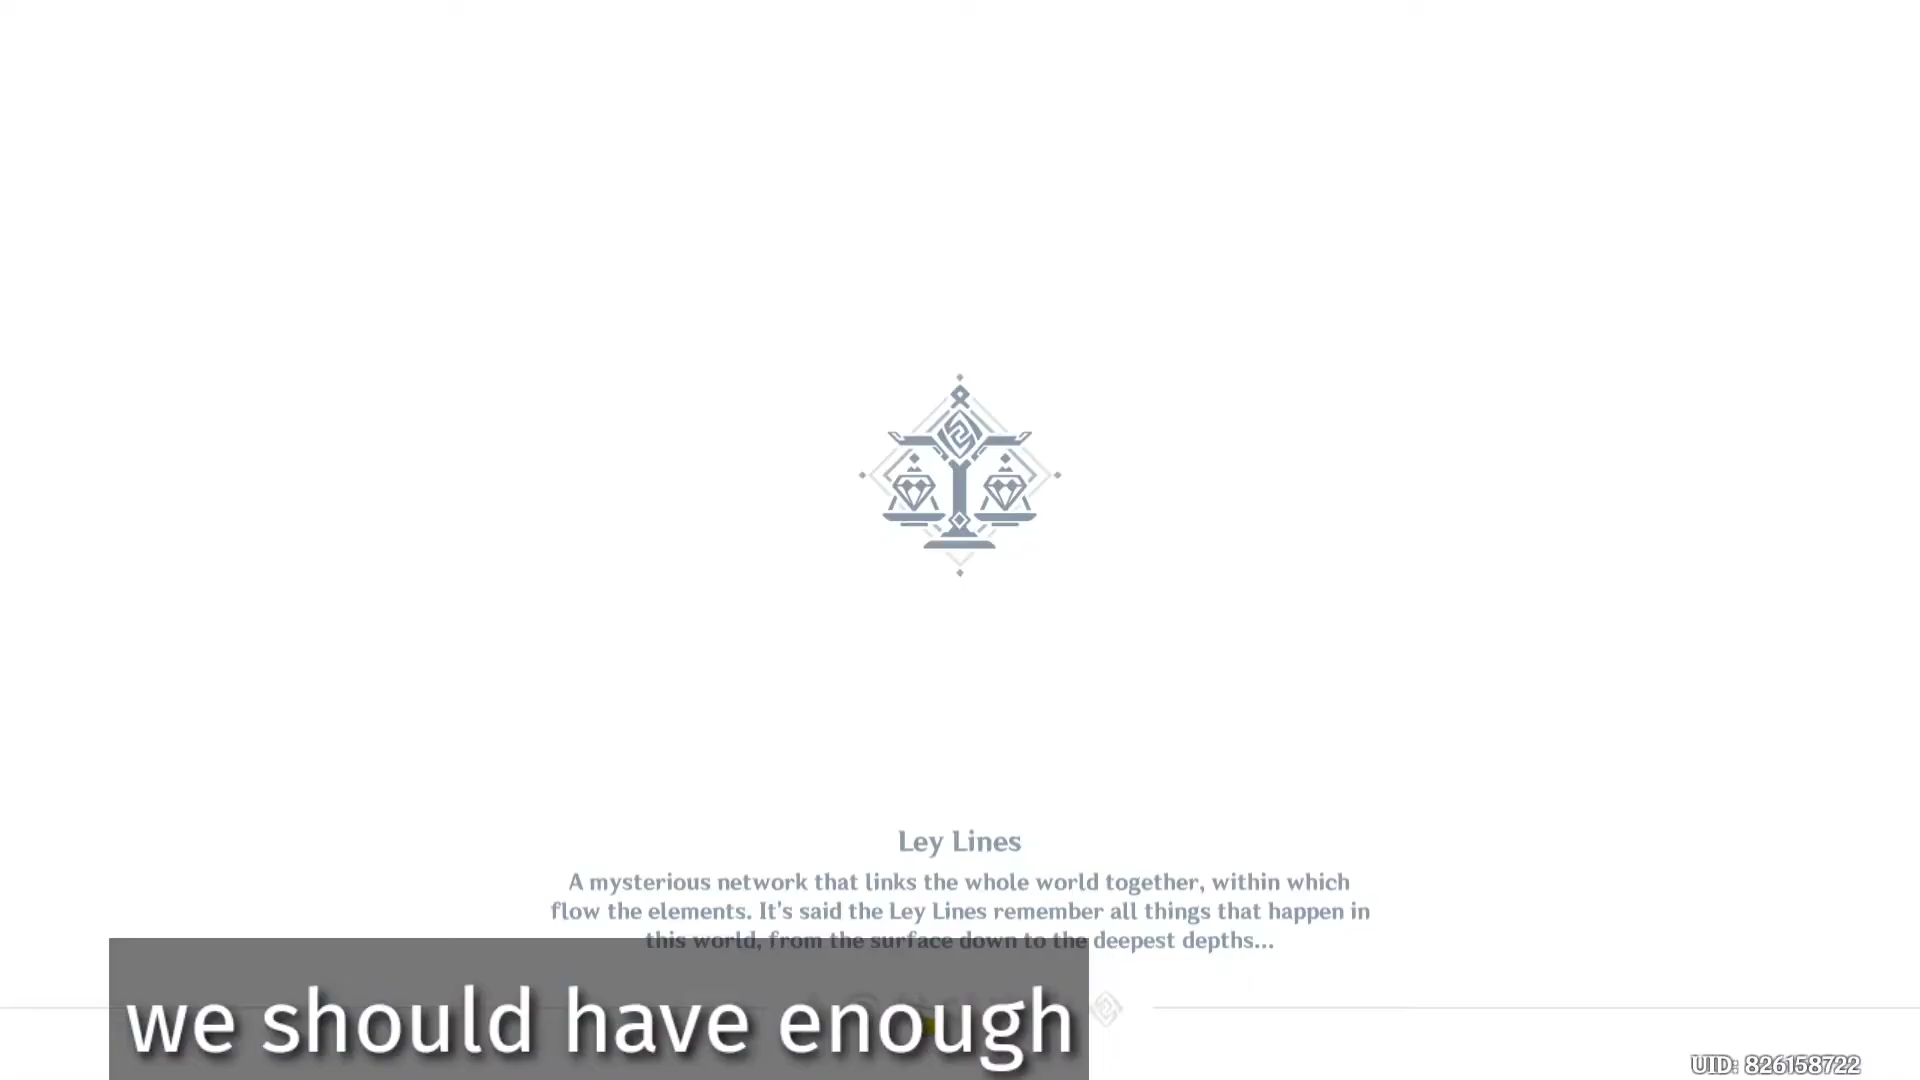 Ley Lines
A mysterious network that links the whole world together, within which
flow the elements. It's said the Ley Lines remember all things that happen in
this world, from the surface down to the deepest depths...
we should have enough
UID: 826158722